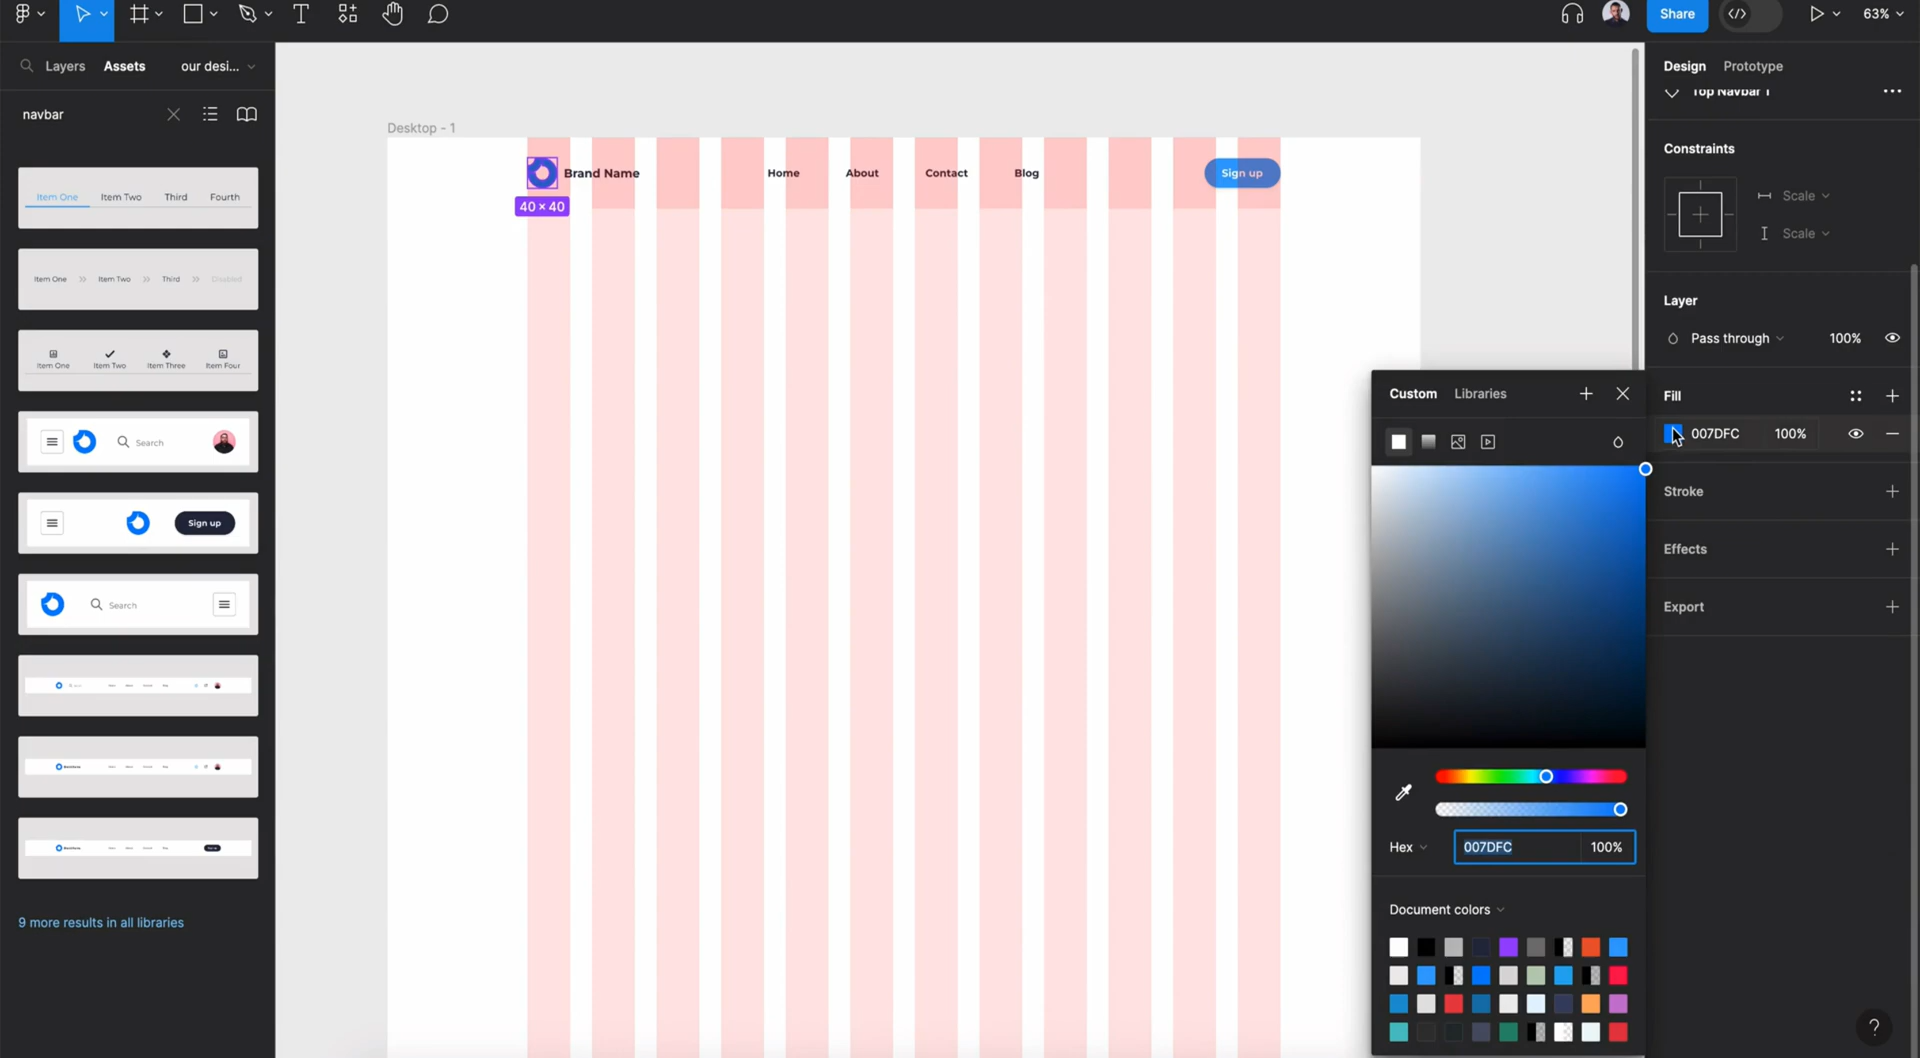 Share
63%
Layers
Assets
our desi...
navbar
Item One
Item Two
Third
Fourth
Item One
Item Two
Third
Disabled
Item One
Item Two
Item Three
Item Four
Search
Sign up
Search
9 more results in all libraries
Desktop - 1
Brand Name
Home
About
Contact
Blog
Sign up
40 × 40
Design
Prototype
Top Navbar 1
Constraints
Scale
Scale
Layer
Pass through
100%
Fill
007DFC
100%
Stroke
Effects
Export
Custom
Libraries
Hex
007DFC
100%
Document colors
?